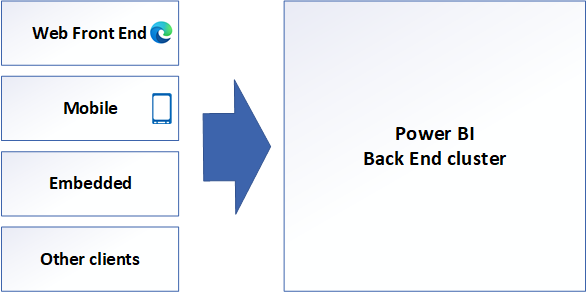 Web Front End
Mobile
Embedded
Other clients
Power BI
Back End cluster